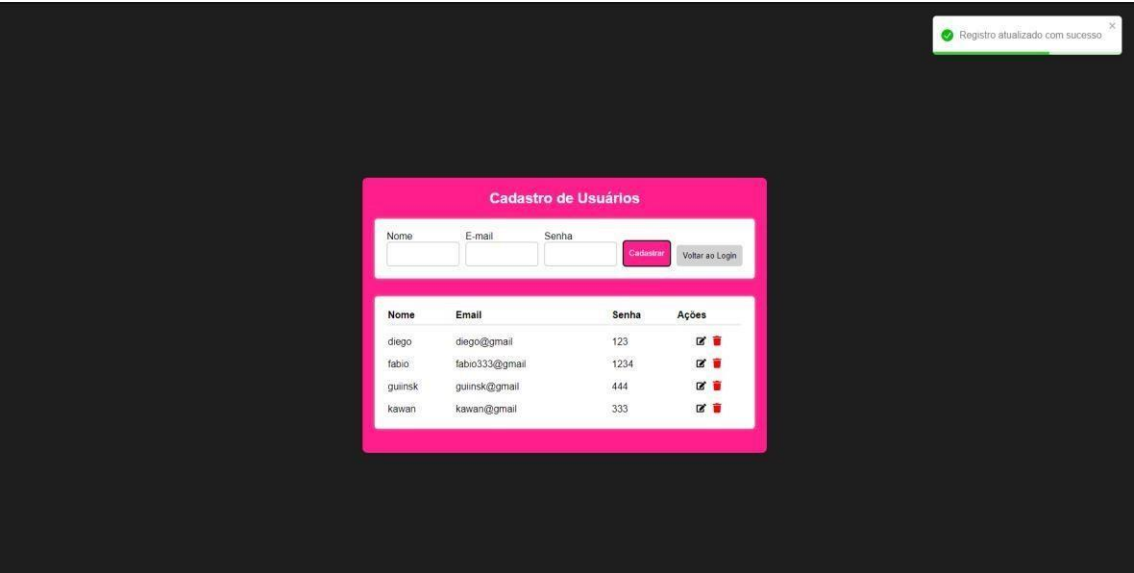 Registro atualizado com sucesso
Cadastro de Usuários
Nome E-mail Senha
Cadastrar Voltar ao Login
Nome Email Senha Ações
diego diego@gmail 123
fabio fabio333@gmail 1234
guiinsk guiinsk@gmail 444
kawan kawan@gmail 333